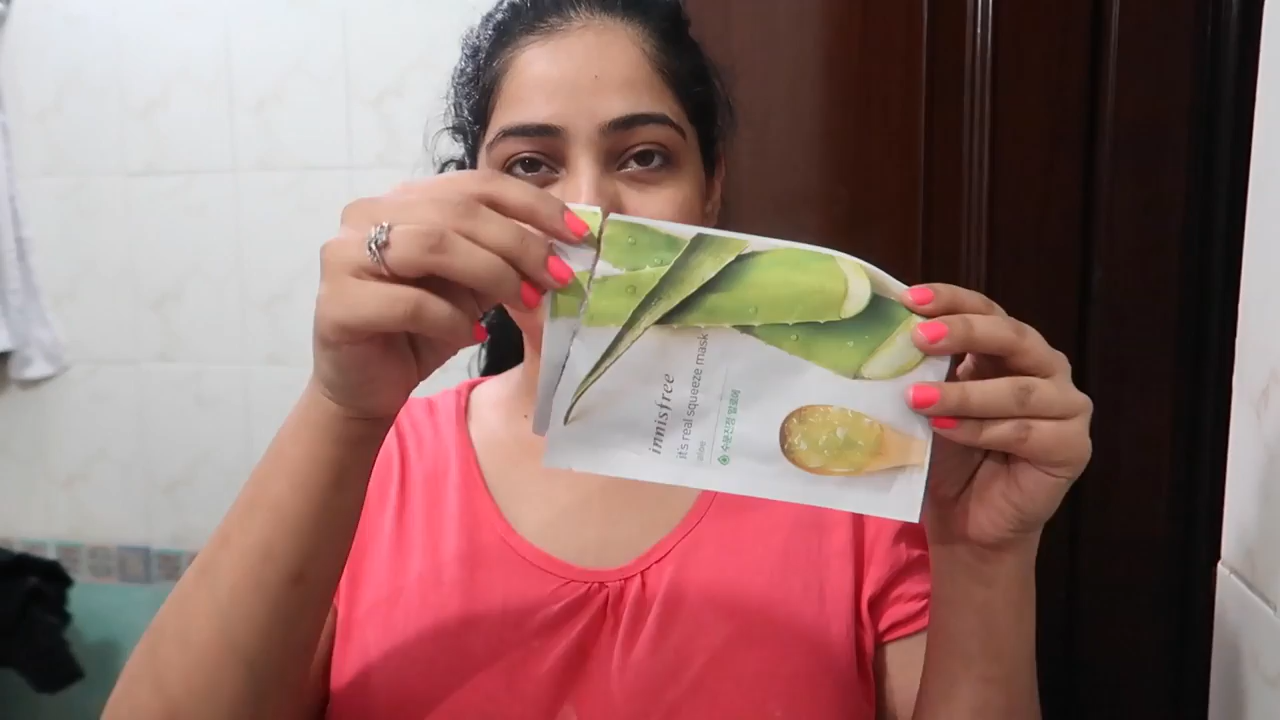 innisfree
it's real squeeze mask
aloe
수분진정 알로에